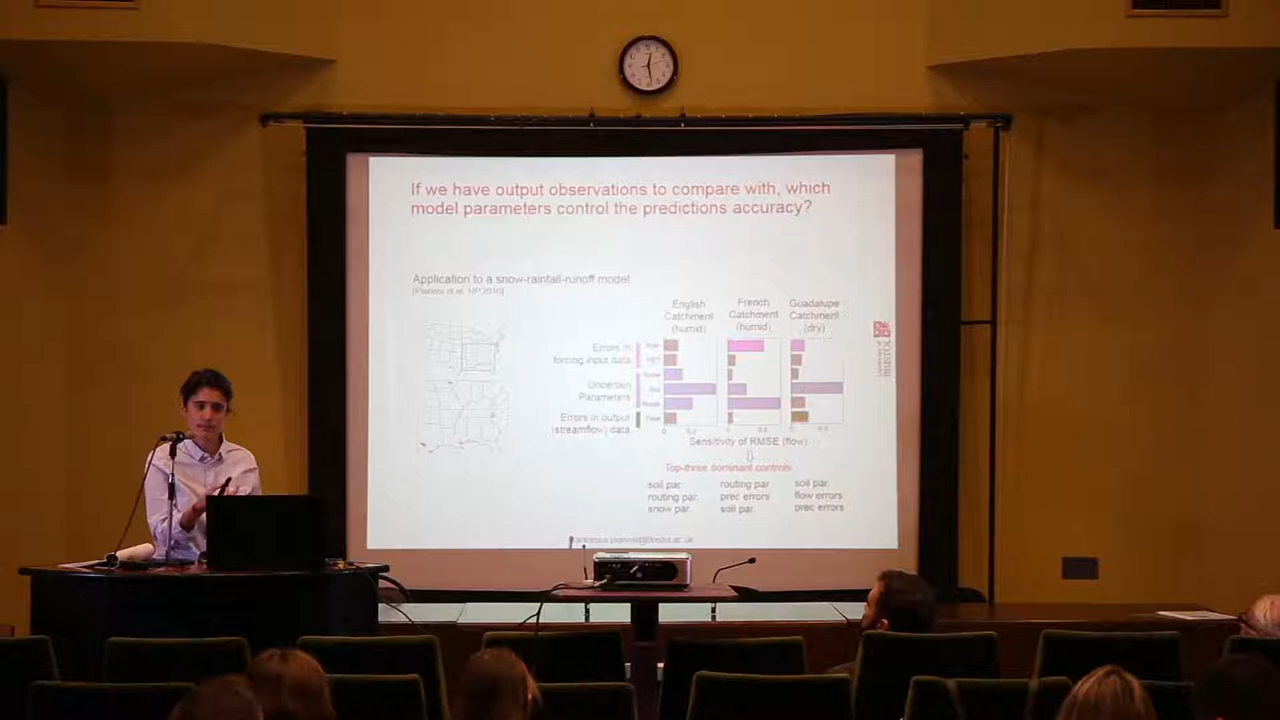 If we have output observations to compare with, which
model parameters control the predictions accuracy?
Application to a snow-rainfall-runoff model
English
Catchment
(humid)
French
Catchment
(humid)
Guadalupe
Catchment
(dry)
Errors in
forcing input data
Uncertain
Parameters
Errors in output
(streamflow) data
Sensitivity of RMSE (flow)
Top-three dominant controls
soil par.
routing par.
snow par.
routing par.
prec errors
soil par.
soil par.
flow errors
prec errors